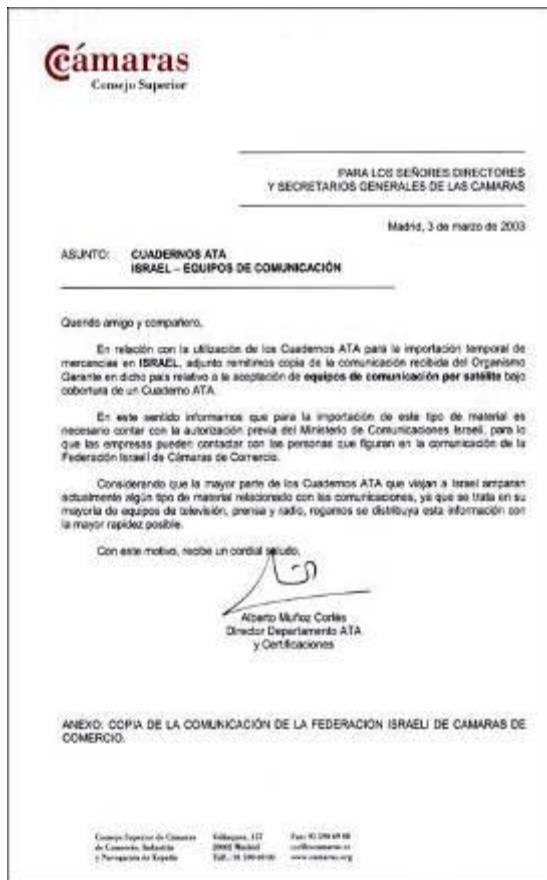 cámaras
Consejo Superior
PARA LOS SEÑORES DIRECTORES
Y SECRETARIOS GENERALES DE LAS CAMARAS
Madrid, 3 de marzo de 2003
ASUNTO: CUADERNOS ATA
ISRAEL – EQUIPOS DE COMUNICACIÓN
Querido amigo y compañero,
En relación con la utilización de los Cuadernos ATA para la importación temporal de
mercancías en ISRAEL, adjunto remitimos copia de la comunicación recibida del Organismo
Garante en dicho país relativo a la aceptación de equipos de comunicación por satélite bajo
cobertura de un Cuaderno ATA.
En este sentido informamos que para la importación de este tipo de material es
necesario contar con la autorización previa del Ministerio de Comunicaciones Israelí, para lo
que las empresas pueden contactar con las personas que figuran en la comunicación de la
Federación Israelí de Cámaras de Comercio.
Considerando que la mayor parte de los Cuadernos ATA que viajan a Israel amparan
actualmente algún tipo de material relacionado con las comunicaciones, ya que se trata en su
mayoría de equipos de televisión, prensa y radio, rogamos se distribuya esta información con
la mayor rapidez posible.
Con este motivo, recibe un cordial saludo,
Alberto Muñoz Cortés
Director Departamento ATA
y Certificaciones
ANEXO: COPIA DE LA COMUNICACIÓN DE LA FEDERACION ISRAELI DE CAMARAS DE
COMERCIO.
Consejo Superior de Cámaras
de Comercio, Industria
y Navegación de España
Velázquez, 157
28002 Madrid
www.camaras.org